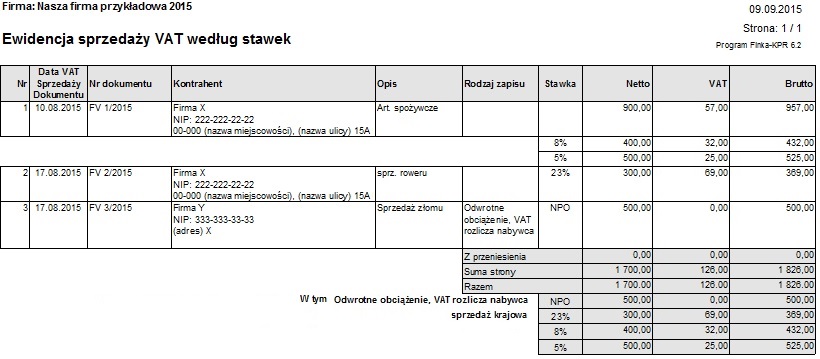 Firma: Nasza firma przykładowa 2015
09.09.2015
Strona: 1 / 1
Ewidencja sprzedaży VAT według stawek
Program Finka-KPR 6.2
Nr Data VAT Sprzedaży Dokumentu Nr dokumentu Kontrahent Opis Rodzaj zapisu Stawka Netto VAT Brutto
1 10.08.2015 FV 1/2015 Firma X Art. spożywcze 900,00 57,00 957,00
NIP: 222-222-22-22
00-000 (nazwa miejscowości), (nazwa ulicy) 15A
8% 400,00 32,00 432,00
5% 500,00 25,00 525,00
2 17.08.2015 FV 2/2015 Firma X sprz. roweru 23% 300,00 69,00 369,00
NIP: 222-222-22-22
00-000 (nazwa miejscowości), (nazwa ulicy) 15A
3 17.08.2015 FV 3/2015 Firma Y Sprzedaż złomu Odwrotne NPO 500,00 0,00 500,00
NIP: 333-333-33-33 obciążenie, VAT
(adres) X rozlicza nabywca
Z przeniesienia 0,00 0,00 0,00
Suma strony 1 700,00 126,00 1 826,00
Razem 1 700,00 126,00 1 826,00
W tym Odwrotne obciążenie, VAT rozlicza nabywca NPO 500,00 0,00 500,00
sprzedaż krajowa 23% 300,00 69,00 369,00
8% 400,00 32,00 432,00
5% 500,00 25,00 525,00